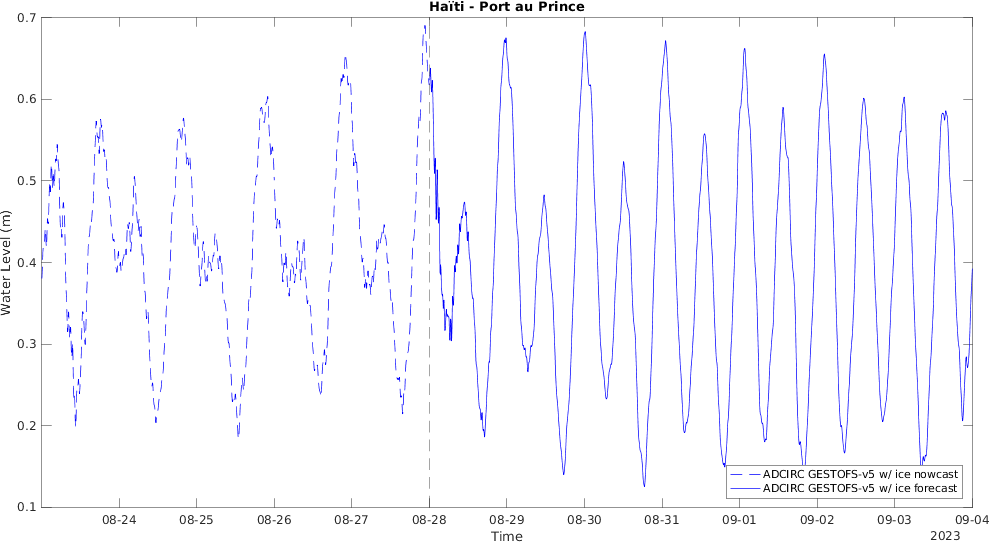 Haïti - Port au Prince
0.7
0.6
0.5
0.4
0.3
0.2
0.1
Water Level (m)
ADCIRC GESTOFS-v5 w/ ice nowcast
ADCIRC GESTOFS-v5 w/ ice forecast
08-24 08-25 08-26 08-27 08-28 08-29 08-30 08-31 09-01 09-02 09-03 09-04
Time
2023